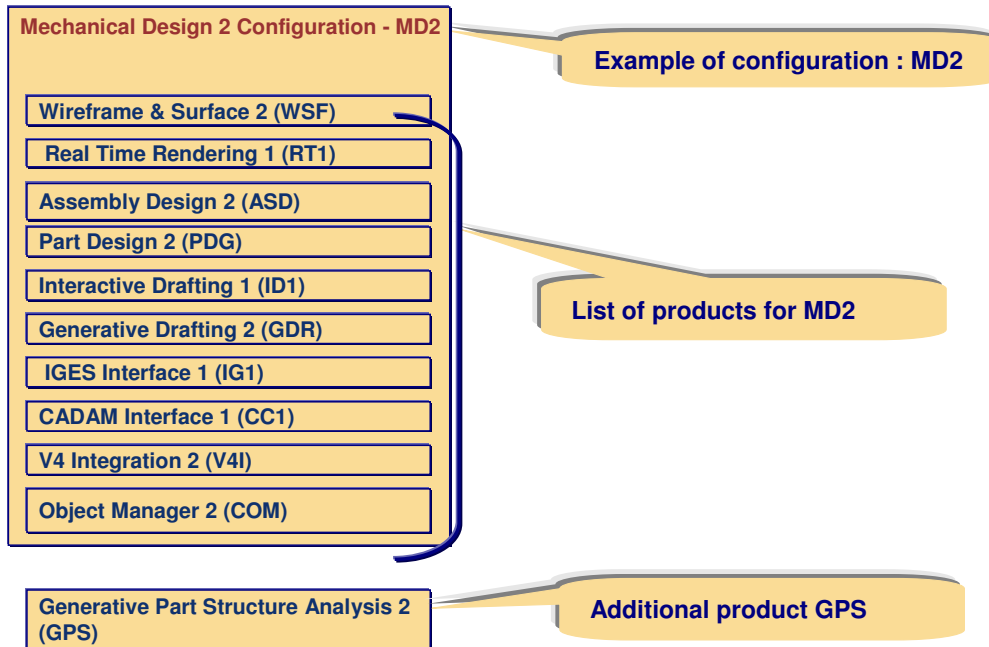 Mechanical Design 2 Configuration - MD2
Example of configuration : MD2
Wireframe & Surface 2 (WSF)
Real Time Rendering 1 (RT1)
Assembly Design 2 (ASD)
Part Design 2 (PDG)
Interactive Drafting 1 (ID1)
List of products for MD2
Generative Drafting 2 (GDR)
IGES Interface 1 (IG1)
CADAM Interface 1 (CC1)
V4 Integration 2 (V4I)
Object Manager 2 (COM)
Generative Part Structure Analysis 2
(GPS)
Additional product GPS